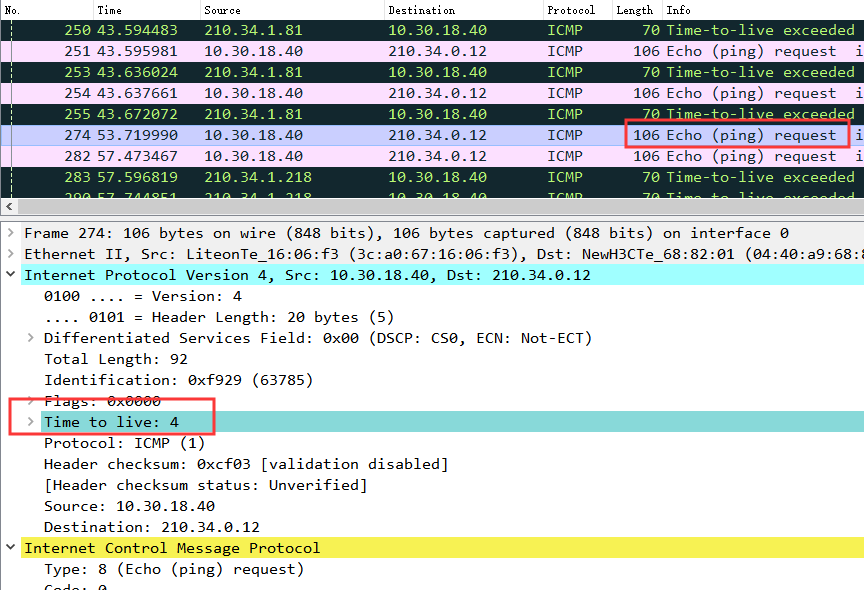 No. Time Source Destination Protocol Length Info
250 43.594483 210.34.1.81 10.30.18.40 ICMP 70 Time-to-live exceeded
251 43.595981 10.30.18.40 210.34.0.12 ICMP 106 Echo (ping) request i
253 43.636024 210.34.1.81 10.30.18.40 ICMP 70 Time-to-live exceeded
254 43.637661 10.30.18.40 210.34.0.12 ICMP 106 Echo (ping) request i
255 43.672072 210.34.1.81 10.30.18.40 ICMP 70 Time-to-live exceeded
274 53.719990 10.30.18.40 210.34.0.12 ICMP 106 Echo (ping) request i
282 57.473467 10.30.18.40 210.34.0.12 ICMP 106 Echo (ping) request i
283 57.596819 210.34.1.218 10.30.18.40 ICMP 70 Time-to-live exceeded
290 57.744851 210.34.1.218 10.30.18.40 ICMP 70 Time-to-live exceeded
Frame 274: 106 bytes on wire (848 bits), 106 bytes captured (848 bits) on interface 0
Ethernet II, Src: LiteonTe_16:06:f3 (3c:a0:67:16:06:f3), Dst: NewH3CTe_68:82:01 (04:40:a9:68:8
Internet Protocol Version 4, Src: 10.30.18.40, Dst: 210.34.0.12
0100 .... = Version: 4
.... 0101 = Header Length: 20 bytes (5)
Differentiated Services Field: 0x00 (DSCP: CS0, ECN: Not-ECT)
Total Length: 92
Identification: 0xf929 (63785)
Flags: 0x0000
Time to live: 4
Protocol: ICMP (1)
Header checksum: 0xcf03 [validation disabled]
[Header checksum status: Unverified]
Source: 10.30.18.40
Destination: 210.34.0.12
Internet Control Message Protocol
Type: 8 (Echo (ping) request)
Code: 0